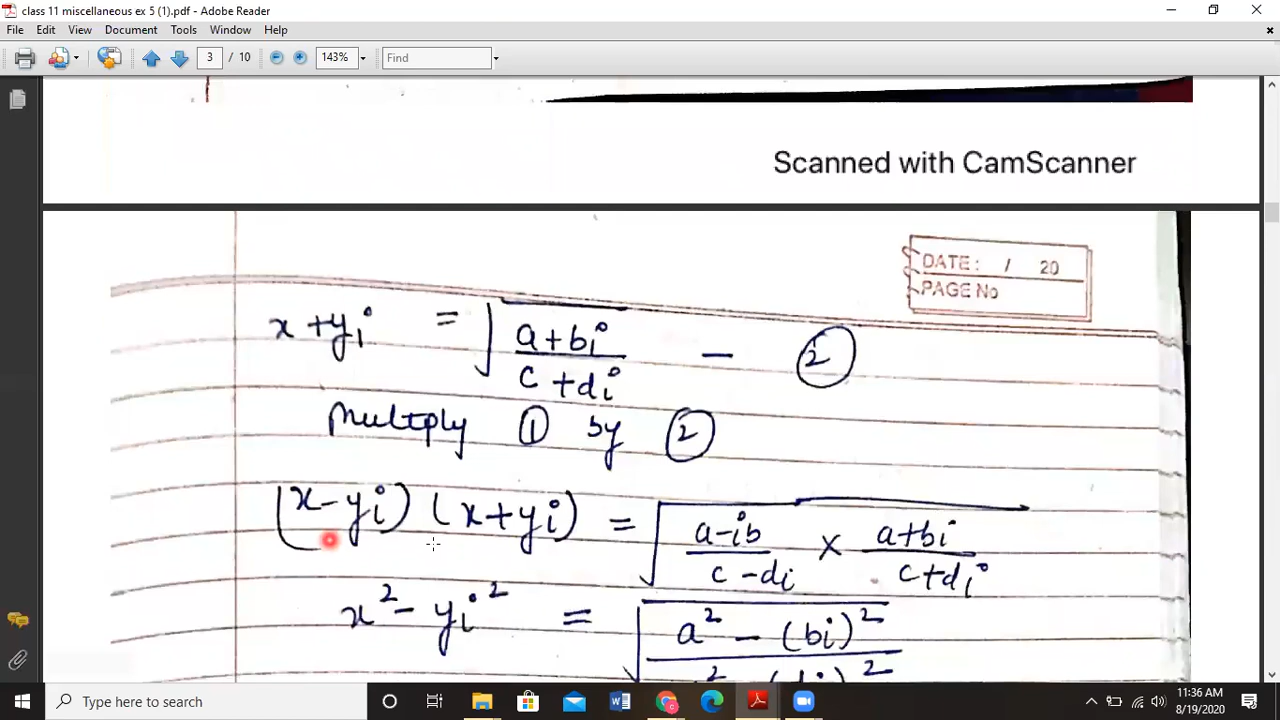 class 11 miscellaneous ex 5 (1).pdf - Adobe Reader
File Edit View Document Tools Window Help
3 / 10 143% Find
Scanned with CamScanner
DATE : / 20
PAGE No
x + yi = √(a+bi / c+di) — ②
Multiply ① by ②
(x-yi) (x+yi) = √(a-ib / c-di × a+bi / c+di)
x² - yi² = √(a² - (bi)² /
Type here to search
11:36 AM
8/19/2020